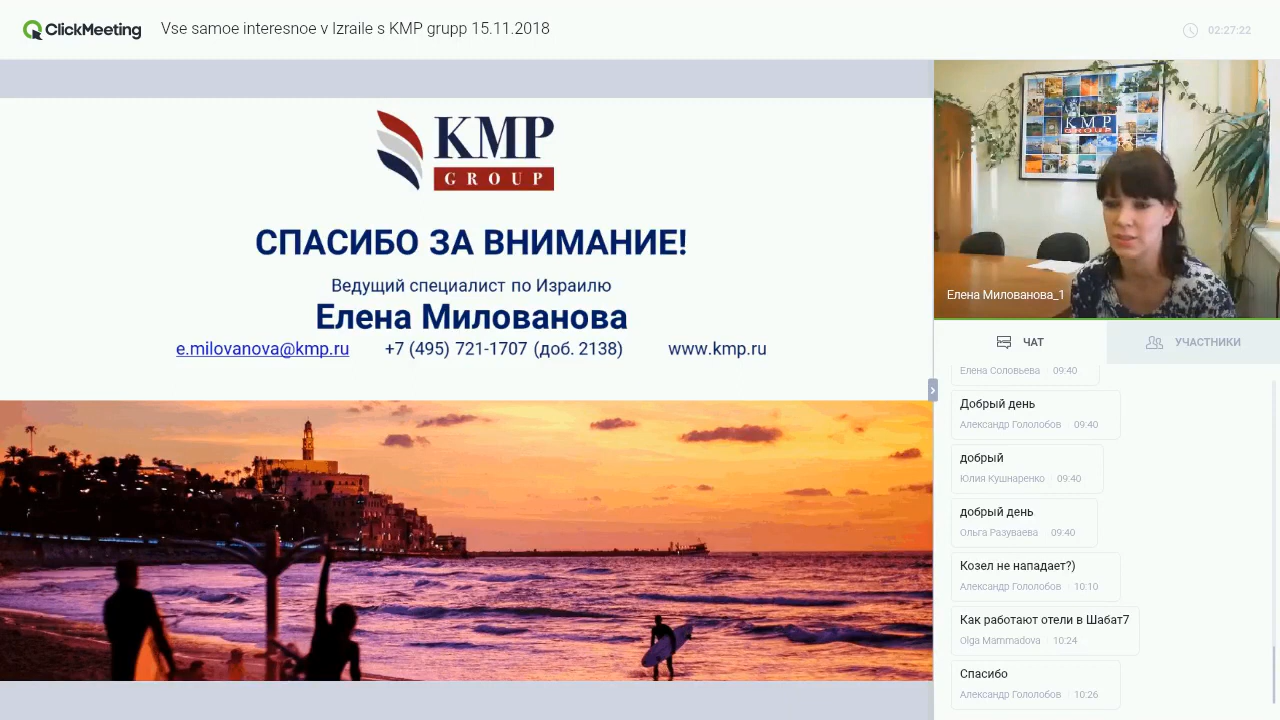 ClickMeeting
Vse samoe interesnoe v Izraile s KMP grupp 15.11.2018
02:27:22
KMP
GROUP
СПАСИБО ЗА ВНИМАНИЕ!
Ведущий специалист по Израилю
Елена Милованова
e.milovanova@kmp.ru +7 (495) 721-1707 (доб. 2138) www.kmp.ru
KMP
GROUP
Елена Милованова_1
ЧАТ
УЧАСТНИКИ
Елена Соловьева 09:40
Добрый день
Александр Гололобов 09:40
добрый
Юлия Кушнаренко 09:40
добрый день
Ольга Разуваева 09:40
Козел не нападает?)
Александр Гололобов 10:10
Как работают отели в Шабат7
Olga Mammadova 10:24
Спасибо
Александр Гололобов 10:26